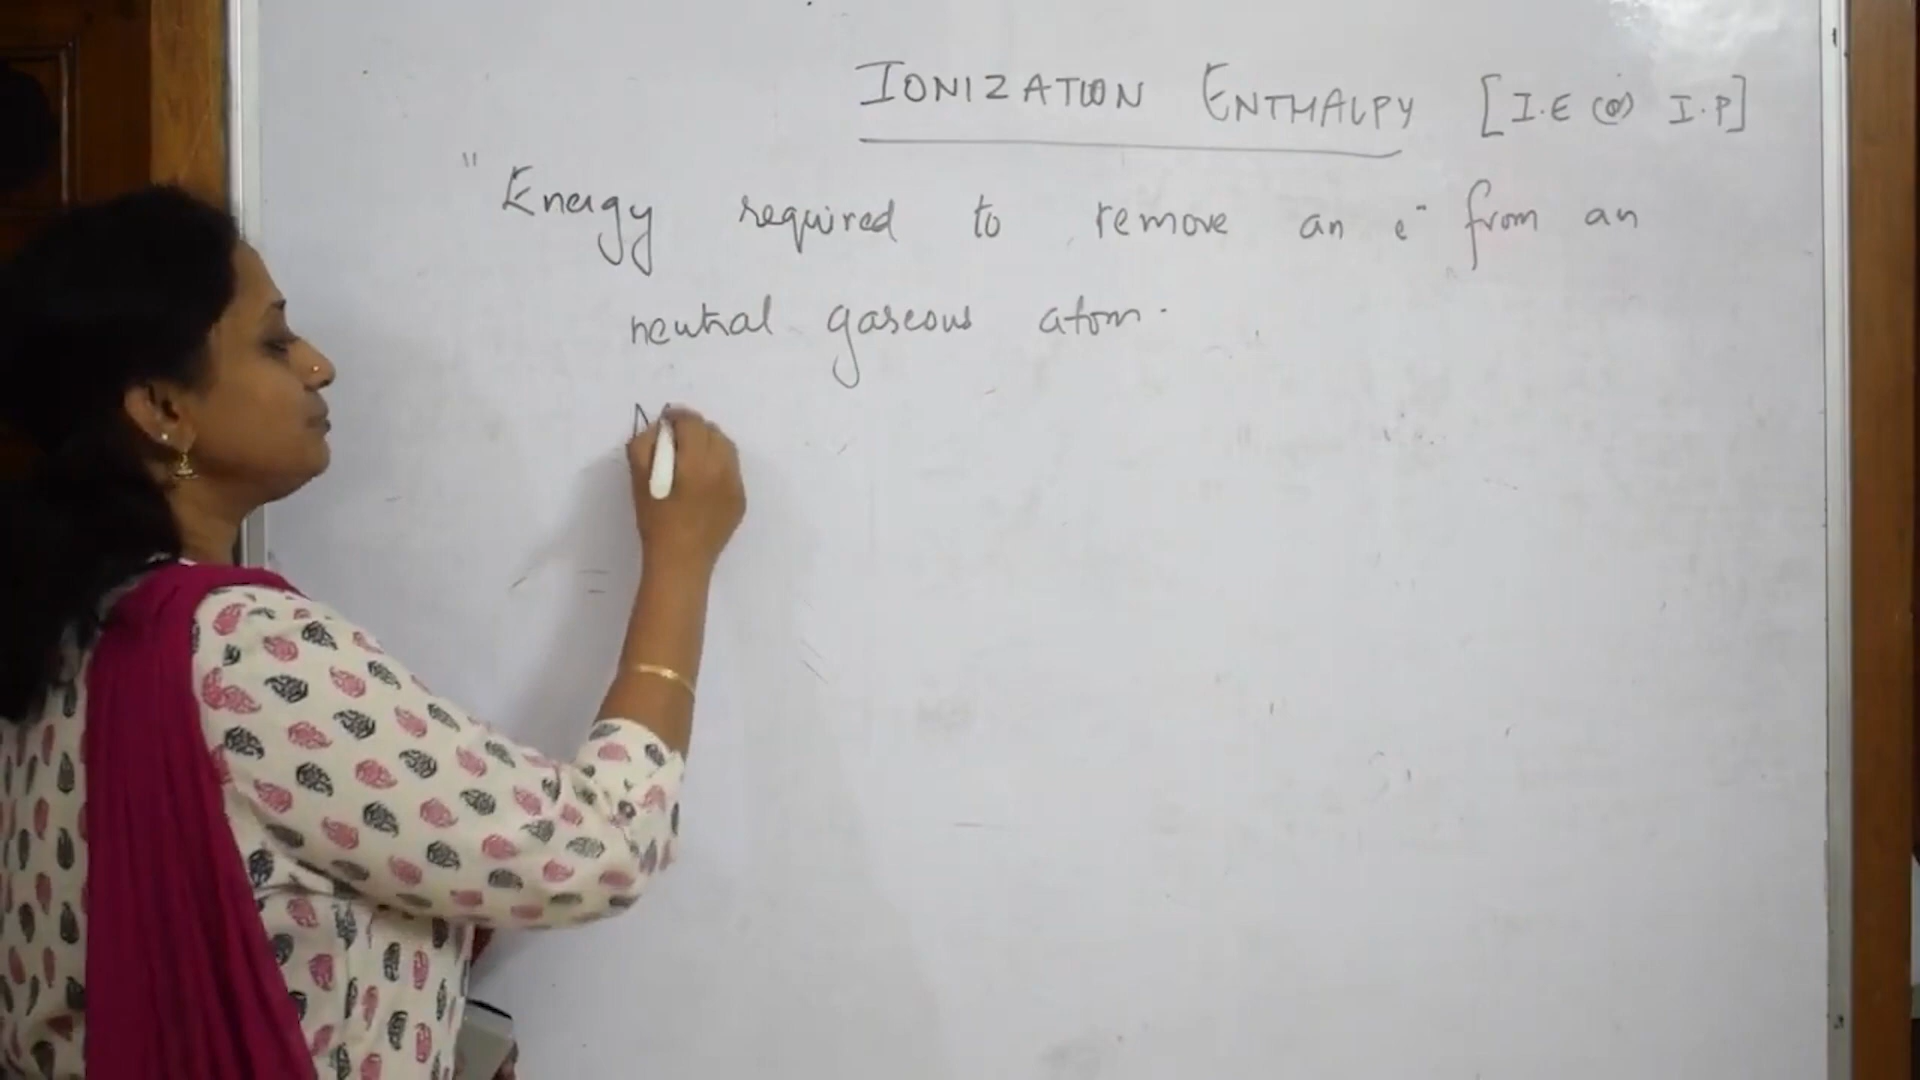 IONIZATION ENTHALPY [I.E (or) I.P]
" Energy required to remove an e⁻ from an
neutral gaseous atom.